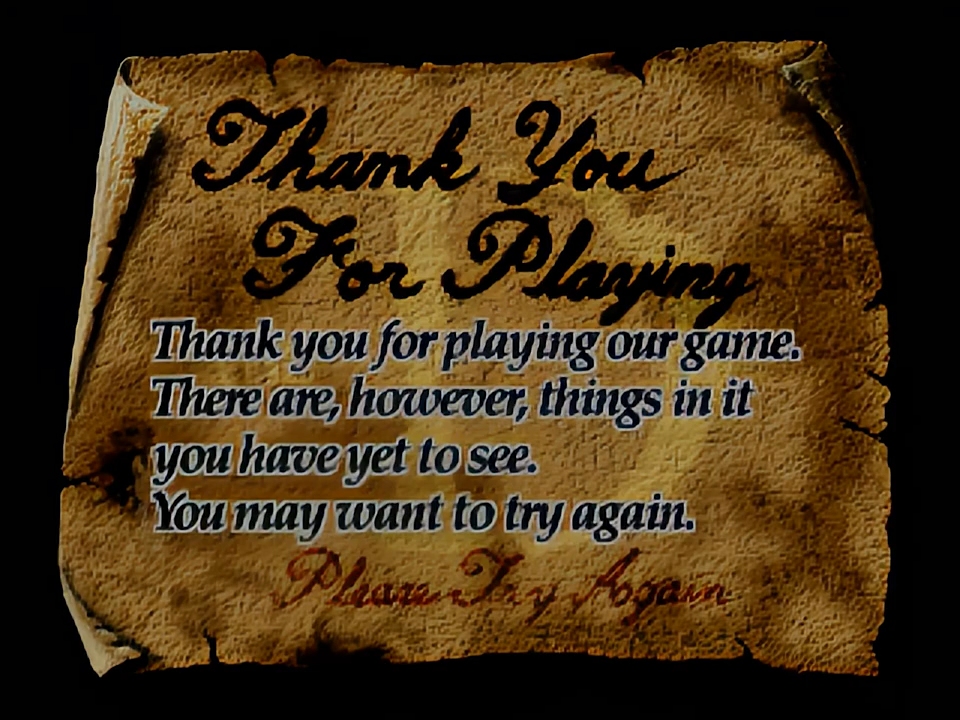 Thank You
For Playing
Thank you for playing our game.
There are, however, things in it
you have yet to see.
You may want to try again.
Please Try Again